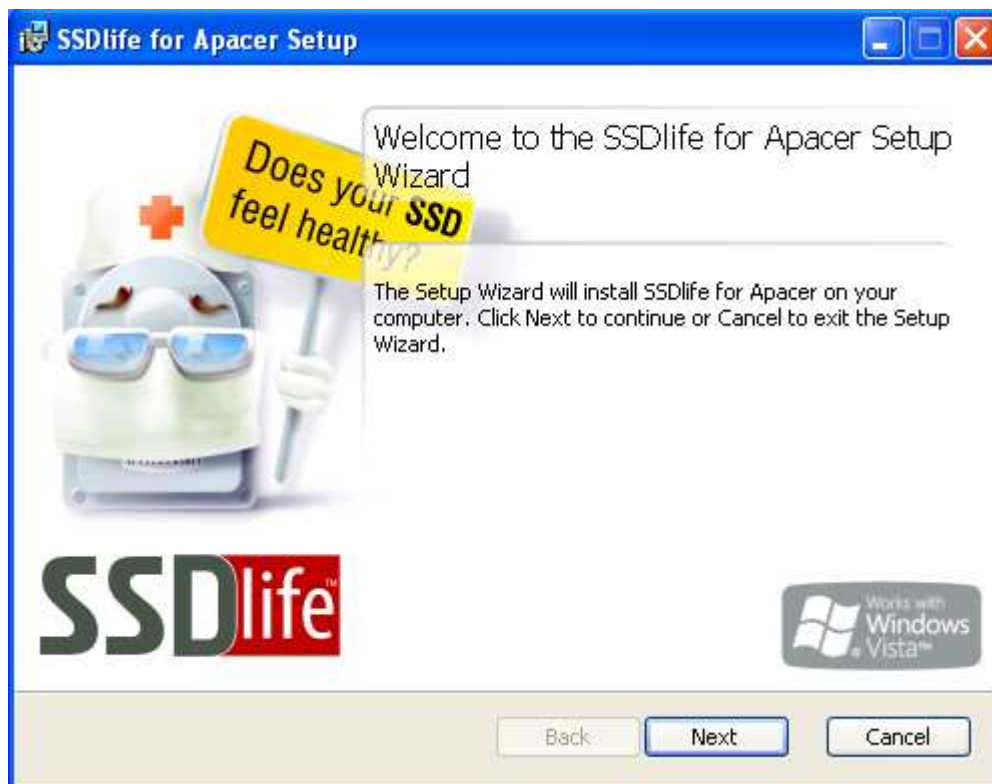 SSDlife for Apacer Setup
Does your SSD
feel healthy?
Welcome to the SSDlife for Apacer Setup
Wizard
The Setup Wizard will install SSDlife for Apacer on your
computer. Click Next to continue or Cancel to exit the Setup
Wizard.
SSDlife™
Works with
Windows
Vista™
Back
Next
Cancel